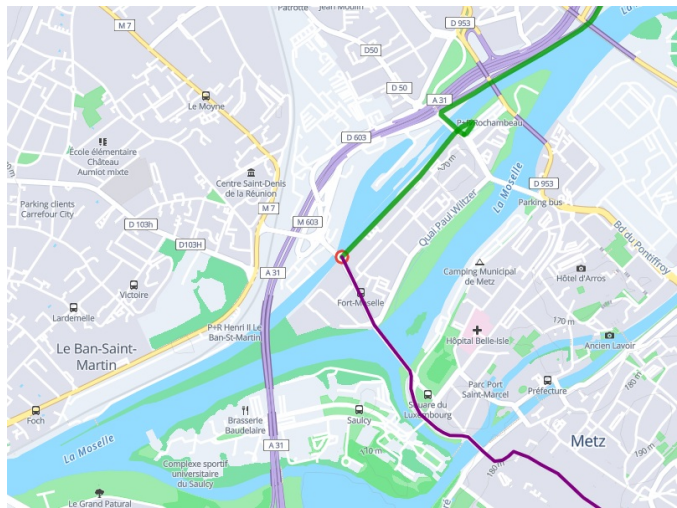 Patrotte
Jean Moulin
La Mo
M 7
D 953
D50
D 50
Le Moyne
A 31
P+R Rochambeau
D 603
École élémentaire
Château
Aumiot mixte
170 m
Centre Saint-Denis
de la Réunion
La Moselle
D 953
Parking clients
Carrefour City
M 7
Parking bus
M 603
Quai Paul Wiltzer
D 103h
D103H
Bd du Pontiffroy
A 31
Camping Municipal
de Metz
Hôtel d'Arros
Victoire
Fort-Moselle
Lardemelle
170 m
P+R Henri II Le
Ban-St-Martin
Hôpital Belle-Isle
Ancien Lavoir
Le Ban-Saint-
Martin
Parc Port
Saint-Marcel
Préfecture
180 m
Foch
Brasserie
Baudelaire
Saulcy
Square du
Luxembourg
La Moselle
A 31
110 m
Metz
190 m
Complexe sportif
universitaire
du Saulcy
180 m
Le Grand Patural